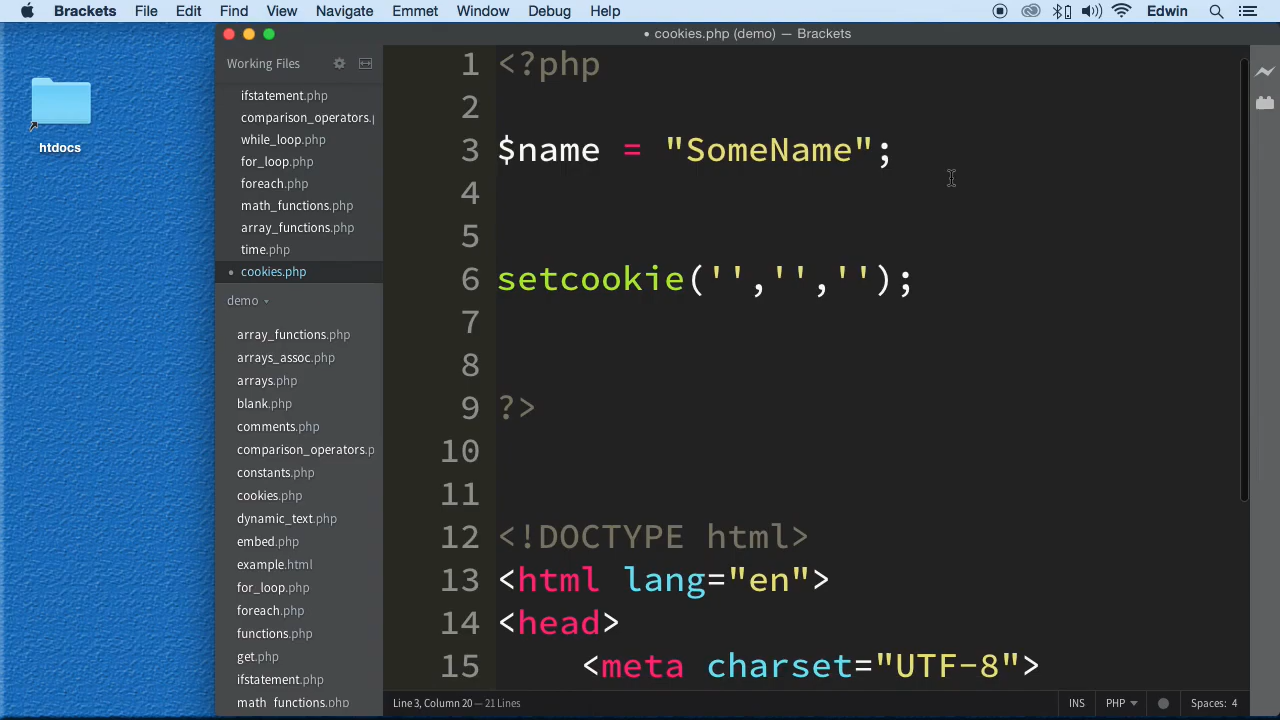 Brackets File Edit Find View Navigate Emmet Window Debug Help Edwin
• cookies.php (demo) — Brackets
htdocs
Working Files
ifstatement.php
comparison_operators.p
while_loop.php
for_loop.php
foreach.php
math_functions.php
array_functions.php
time.php
• cookies.php
demo
array_functions.php
arrays_assoc.php
arrays.php
blank.php
comments.php
comparison_operators.p
constants.php
cookies.php
dynamic_text.php
embed.php
example.html
for_loop.php
foreach.php
functions.php
get.php
ifstatement.php
math_functions.php
1 <?php
2
3 $name = "SomeName";
4
5
6 setcookie('','','');
7
8
9 ?>
10
11
12 <!DOCTYPE html>
13 <html lang="en">
14 <head>
15 <meta charset="UTF-8">
Line 3, Column 20 — 21 Lines INS PHP Spaces: 4